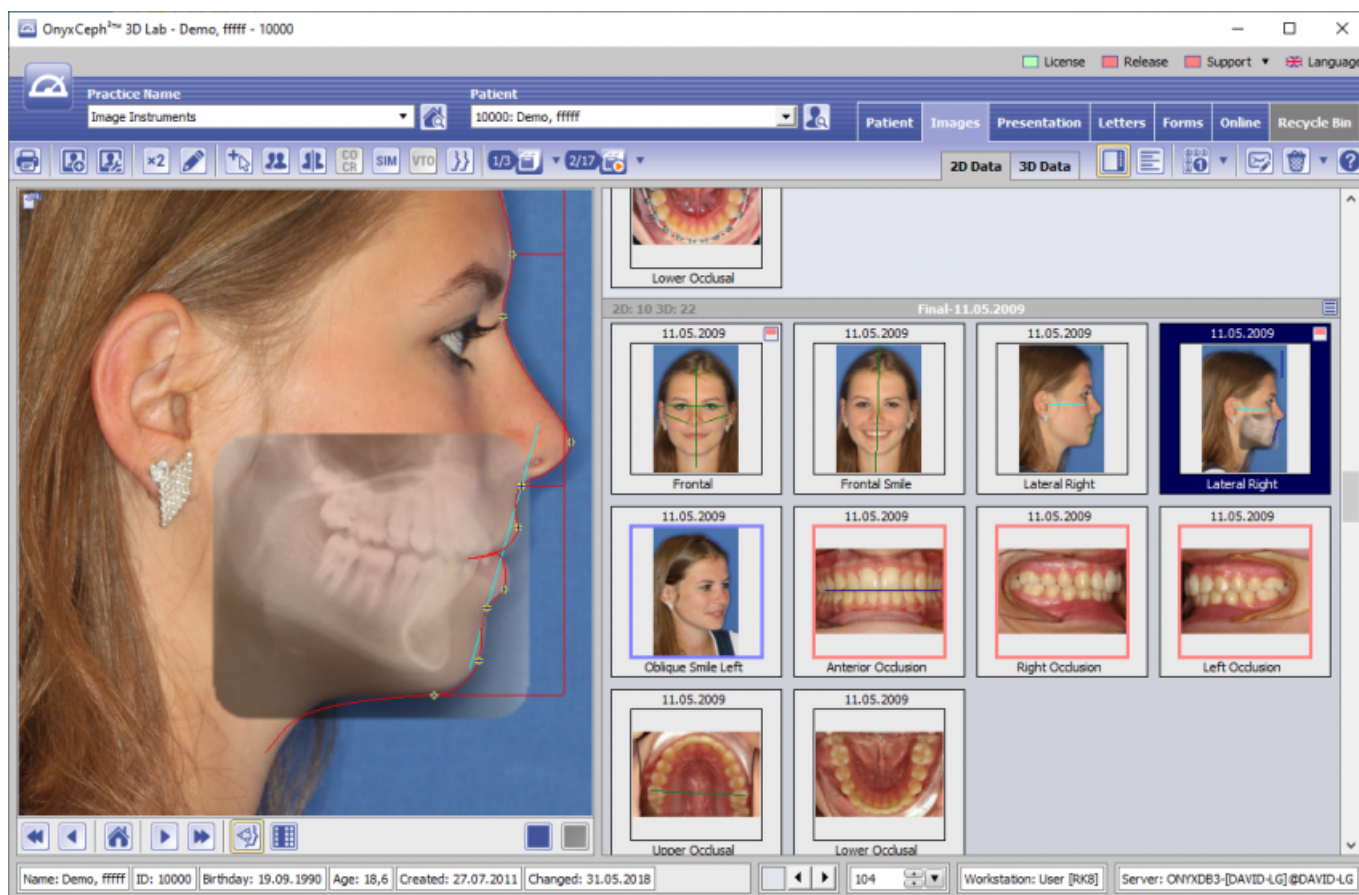 OnyxCeph³™ 3D Lab - Demo, fffff - 10000
License Release Support Language
Practice Name Patient
Image Instruments 10000: Demo, fffff
Patient Images Presentation Letters Forms Online Recycle Bin
×2 CO CR SIM VTO 1/3 2/17 2D Data 3D Data
Lower Occlusal
2D: 10 3D: 22 Final-11.05.2009
11.05.2009 11.05.2009 11.05.2009 11.05.2009
Frontal Frontal Smile Lateral Right Lateral Right
11.05.2009 11.05.2009 11.05.2009 11.05.2009
Oblique Smile Left Anterior Occlusion Right Occlusion Left Occlusion
11.05.2009 11.05.2009
Upper Occlusal Lower Occlusal
Name: Demo, fffff ID: 10000 Birthday: 19.09.1990 Age: 18,6 Created: 27.07.2011 Changed: 31.05.2018 104 Workstation: User [RK8] Server: ONYXDB3-[DAVID-LG]@DAVID-LG